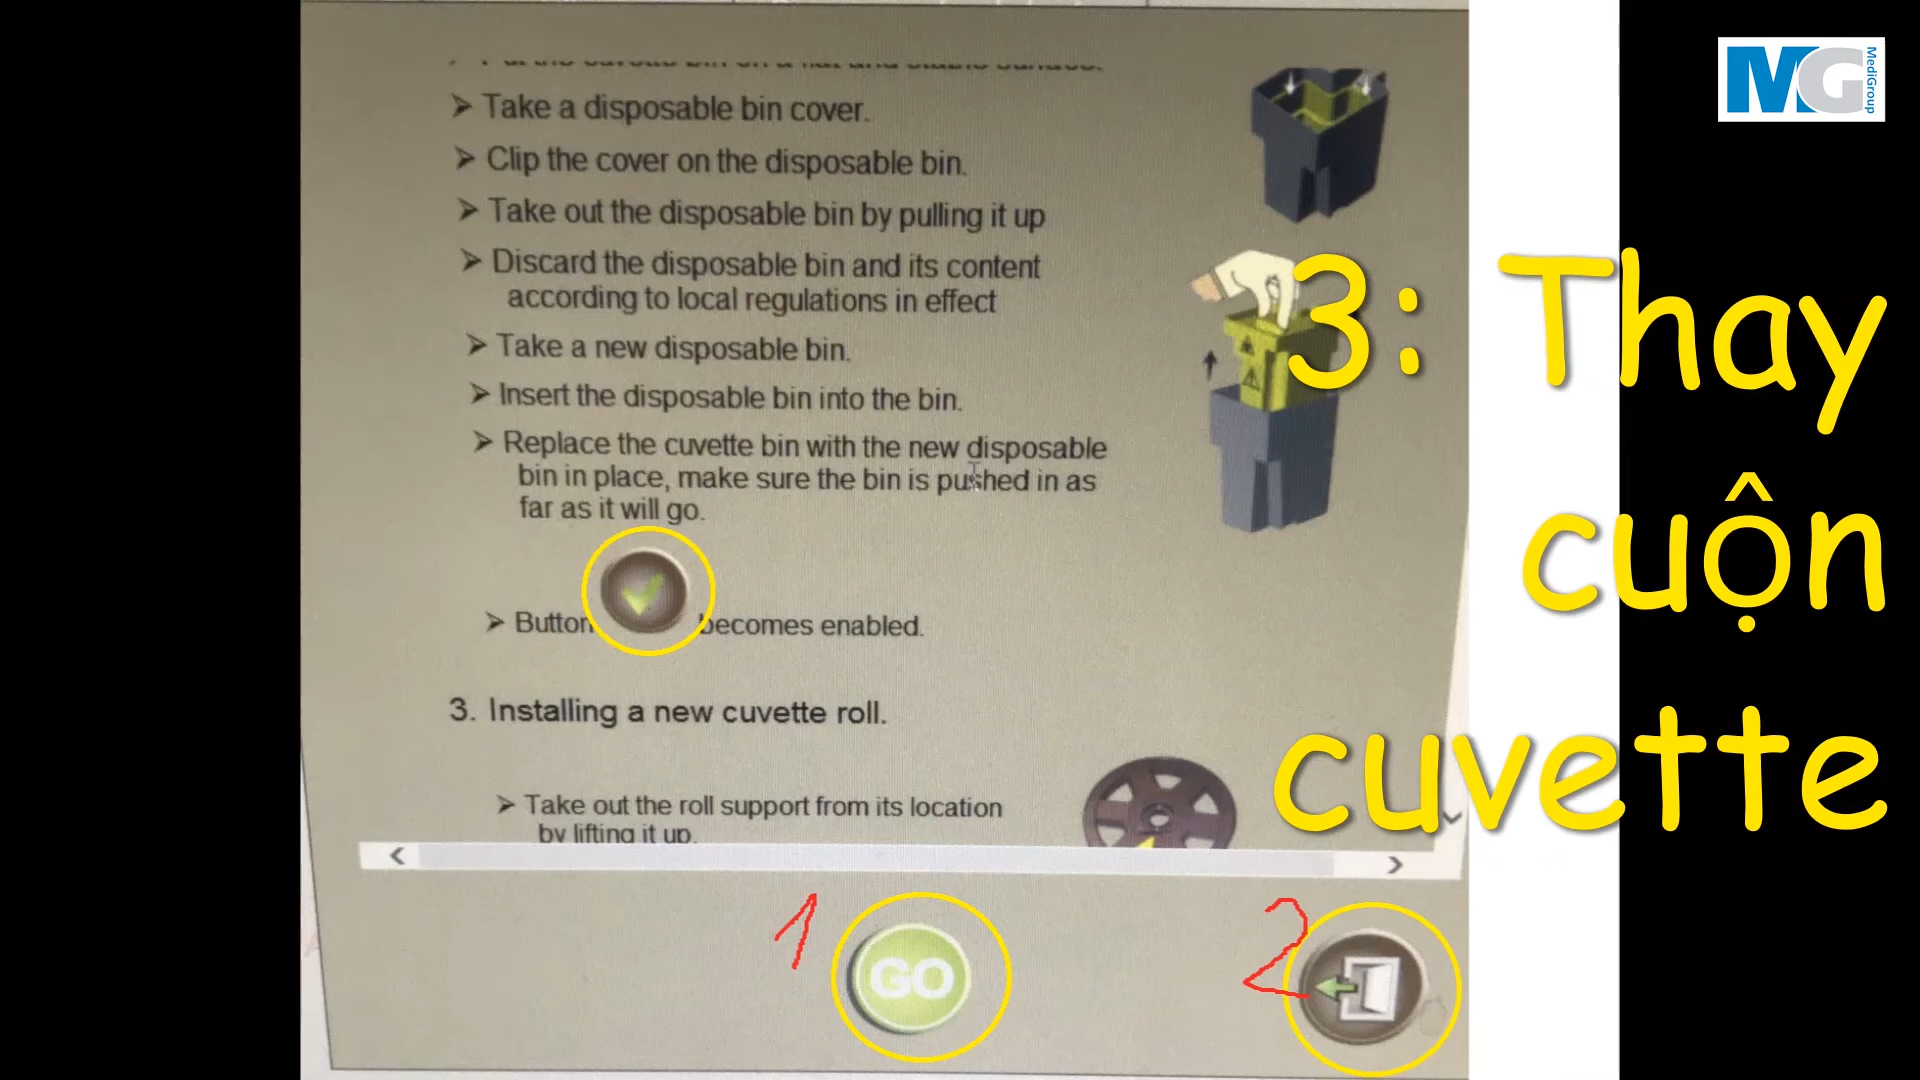 MG
MediGroup
➤ Take a disposable bin cover.
➤ Clip the cover on the disposable bin.
➤ Take out the disposable bin by pulling it up
➤ Discard the disposable bin and its content
according to local regulations in effect
➤ Take a new disposable bin.
➤ Insert the disposable bin into the bin.
➤ Replace the cuvette bin with the new disposable
bin in place, make sure the bin is pushed in as
far as it will go.
➤ Button becomes enabled.
3. Installing a new cuvette roll.
➤ Take out the roll support from its location
by lifting it up.
3: Thay
cuộn
cuvette
1
GO
2